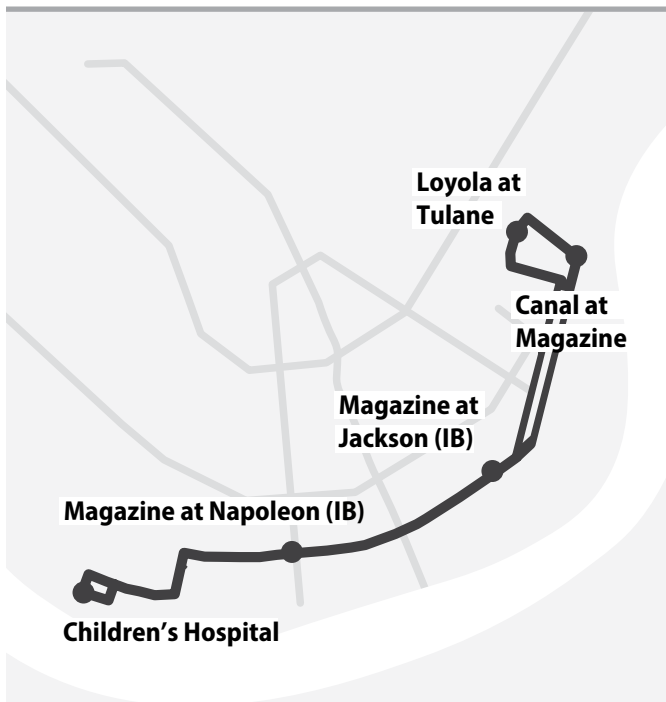 Loyola at
Tulane
Canal at
Magazine
Magazine at
Jackson (IB)
Magazine at Napoleon (IB)
Children’s Hospital